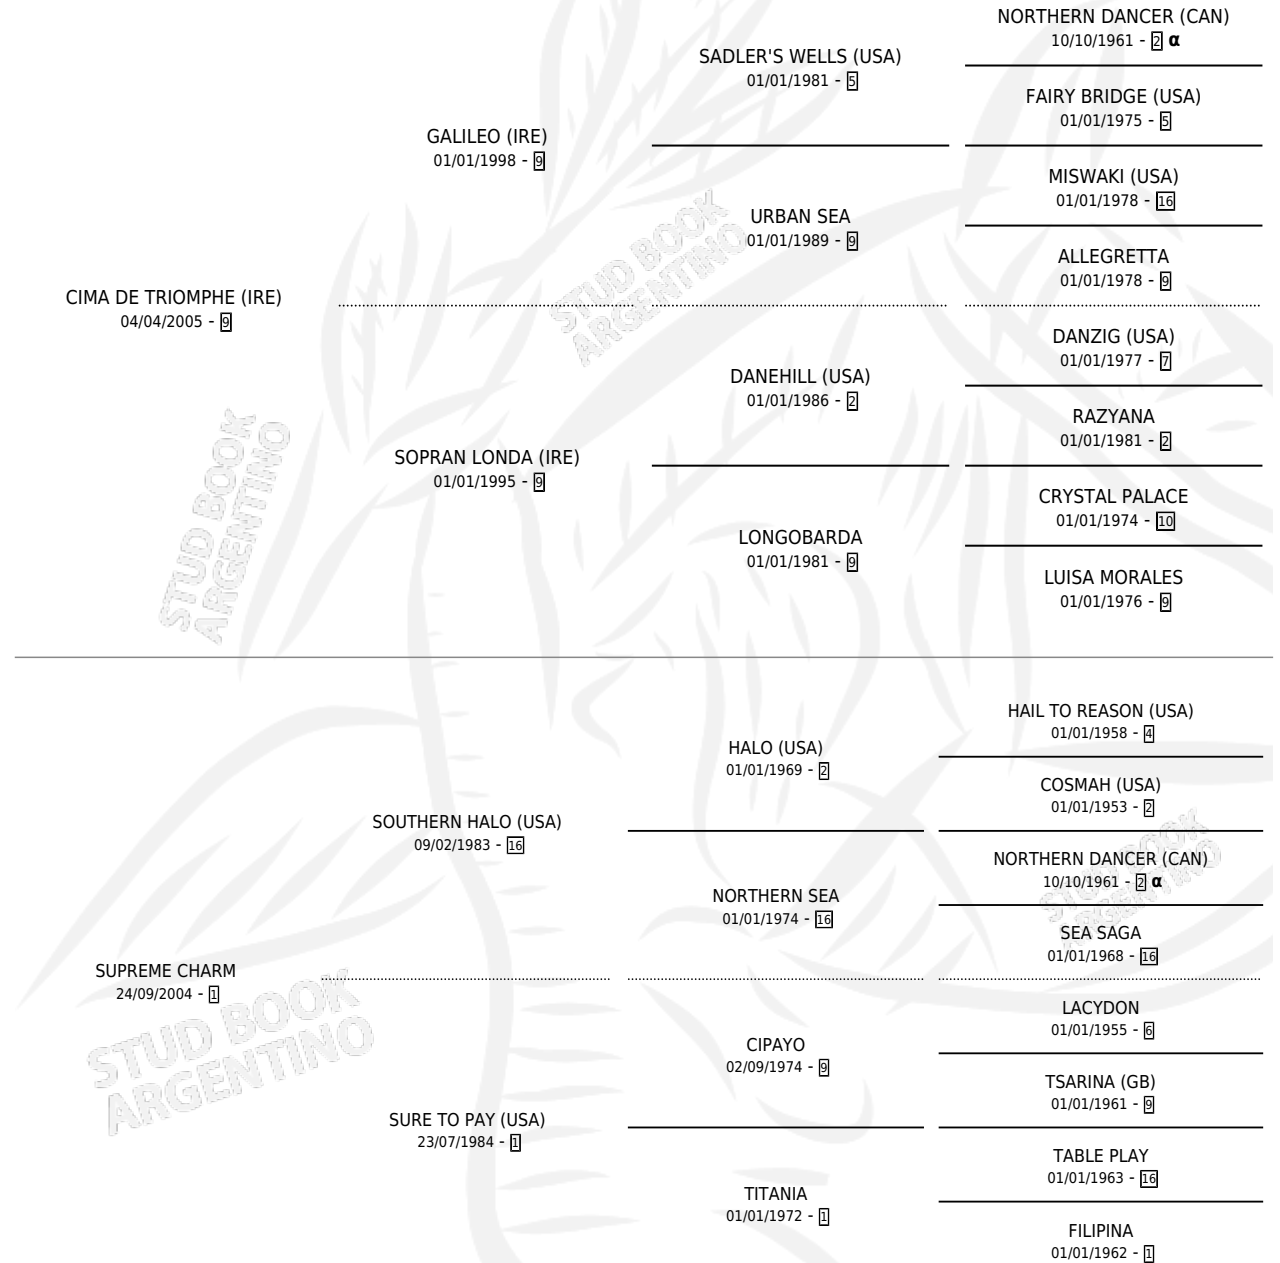 NORTHERN DANCER (CAN)
10/10/1961 - 2 α
SADLER'S WELLS (USA)
01/01/1981 - 5
FAIRY BRIDGE (USA)
01/01/1975 - 5
GALILEO (IRE)
01/01/1998 - 9
MISWAKI (USA)
01/01/1978 - 16
URBAN SEA
01/01/1989 - 9
ALLEGRETTA
01/01/1978 - 9
STUD BOOK
ARGENTINO
CIMA DE TRIOMPHE (IRE)
04/04/2005 - 9
DANZIG (USA)
01/01/1977 - 7
DANEHILL (USA)
01/01/1986 - 2
RAZYANA
01/01/1981 - 2
SOPRAN LONDA (IRE)
01/01/1995 - 9
CRYSTAL PALACE
01/01/1974 - 10
STUD BOOK
ARGENTINO
LONGOBARDA
01/01/1981 - 9
LUISA MORALES
01/01/1976 - 9
HAIL TO REASON (USA)
01/01/1958 - 4
HALO (USA)
01/01/1969 - 2
COSMAH (USA)
01/01/1953 - 2
SOUTHERN HALO (USA)
09/02/1983 - 16
STUD BOOK
ARGENTINO
NORTHERN DANCER (CAN)
10/10/1961 - 2 α
NORTHERN SEA
01/01/1974 - 16
SEA SAGA
01/01/1968 - 16
SUPREME CHARM
24/09/2004 - 1
STUD BOOK
ARGENTINO
LACYDON
01/01/1955 - 6
CIPAYO
02/09/1974 - 9
TSARINA (GB)
01/01/1961 - 9
SURE TO PAY (USA)
23/07/1984 - 1
TABLE PLAY
01/01/1963 - 16
TITANIA
01/01/1972 - 1
FILIPINA
01/01/1962 - 1